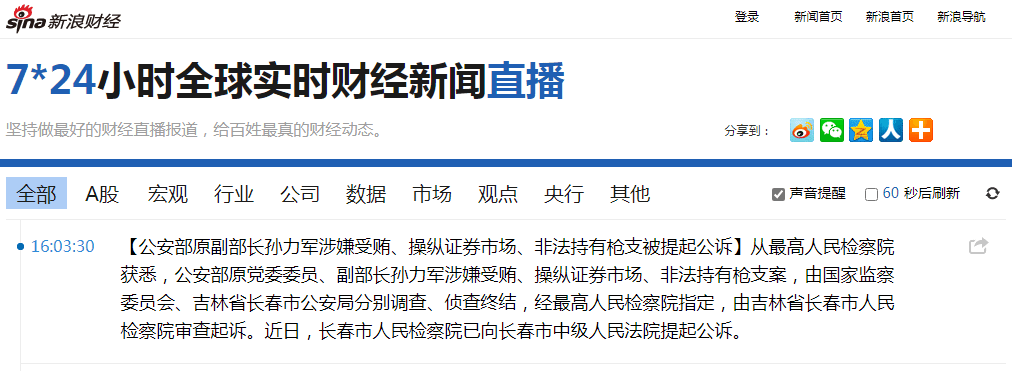 sina新浪财经
登录 新闻首页 新浪首页 新浪导航
7*24小时全球实时财经新闻直播
坚持做最好的财经直播报道，给百姓最真的财经动态。
分享到：
全部 A股 宏观 行业 公司 数据 市场 观点 央行 其他 声音提醒 60 秒后刷新
16:03:30 【公安部原副部长孙力军涉嫌受贿、操纵证券市场、非法持有枪支被提起公诉】从最高人民检察院
获悉，公安部原党委委员、副部长孙力军涉嫌受贿、操纵证券市场、非法持有枪支案，由国家监察
委员会、吉林省长春市公安局分别调查、侦查终结，经最高人民检察院指定，由吉林省长春市人民
检察院审查起诉。近日，长春市人民检察院已向长春市中级人民法院提起公诉。